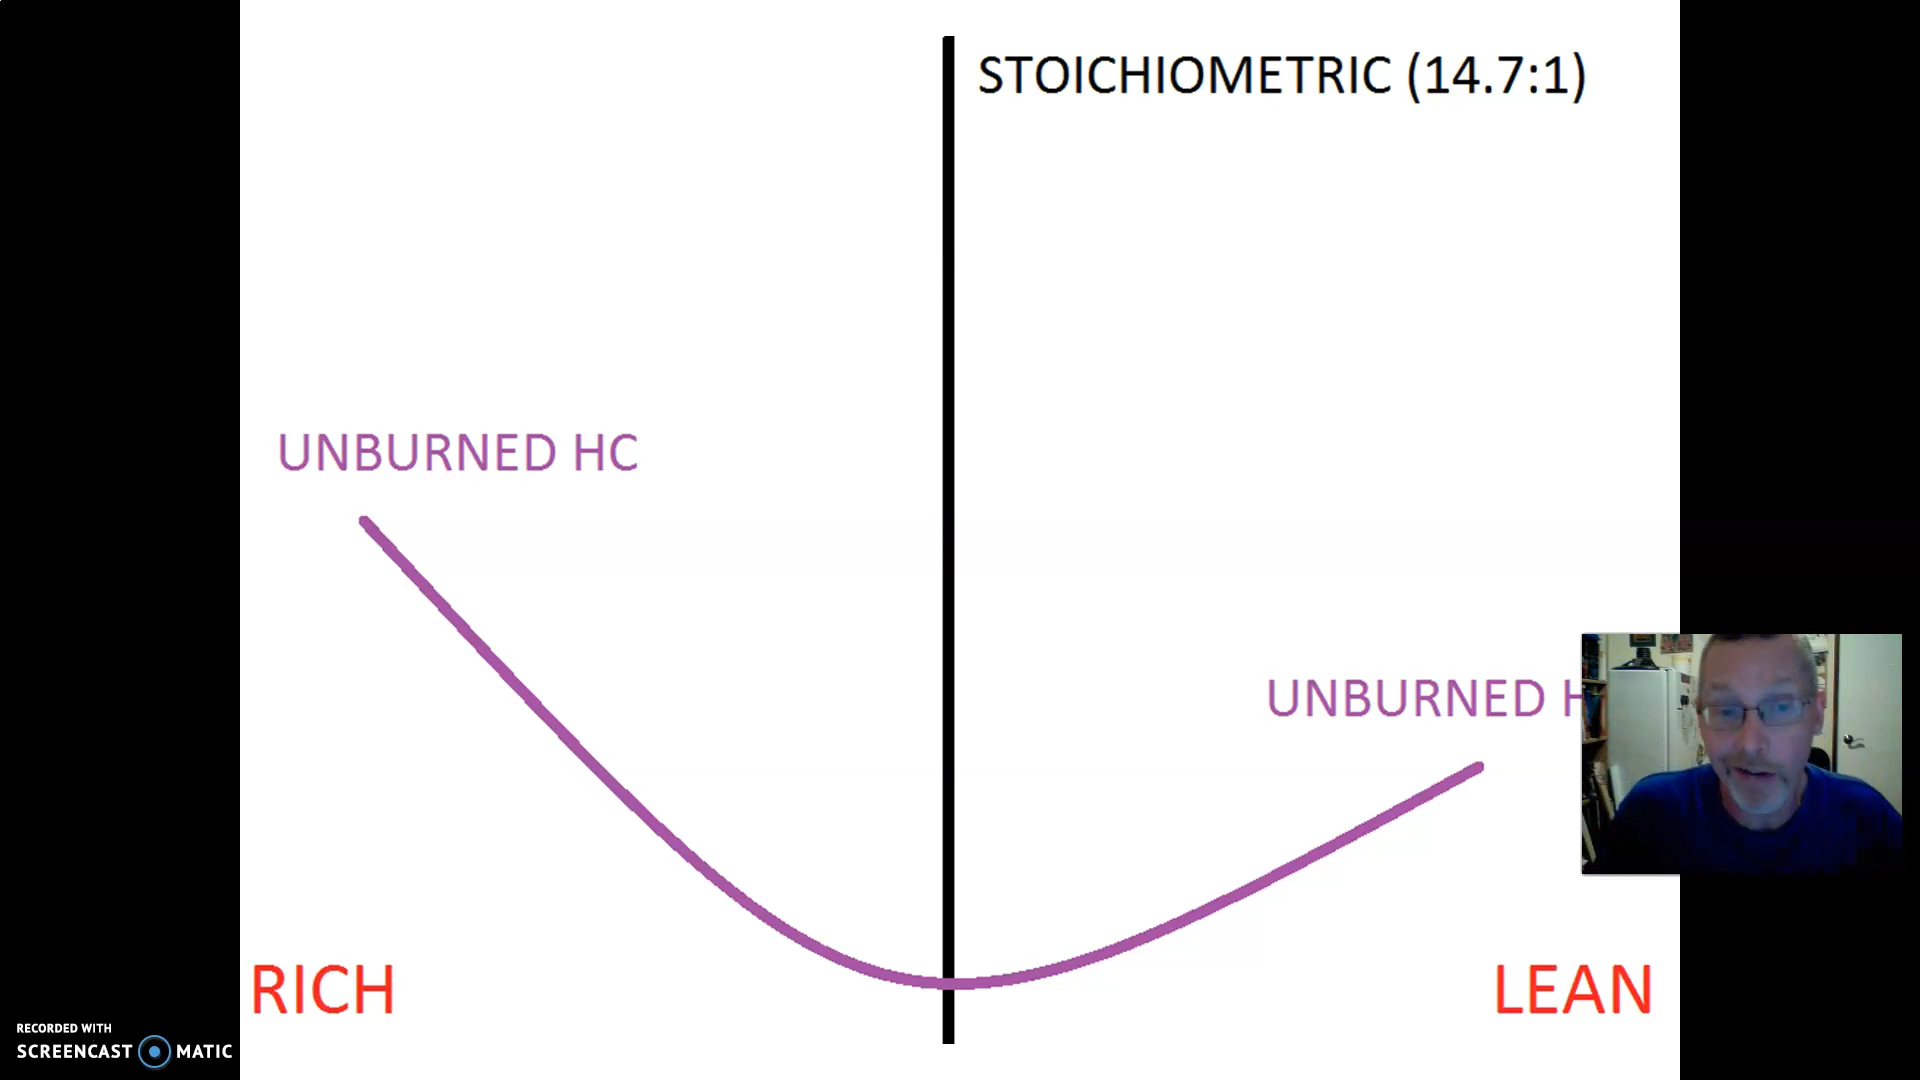 STOICHIOMETRIC (14.7:1)
UNBURNED HC
UNBURNED H
RICH
LEAN
RECORDED WITH
SCREENCAST MATIC